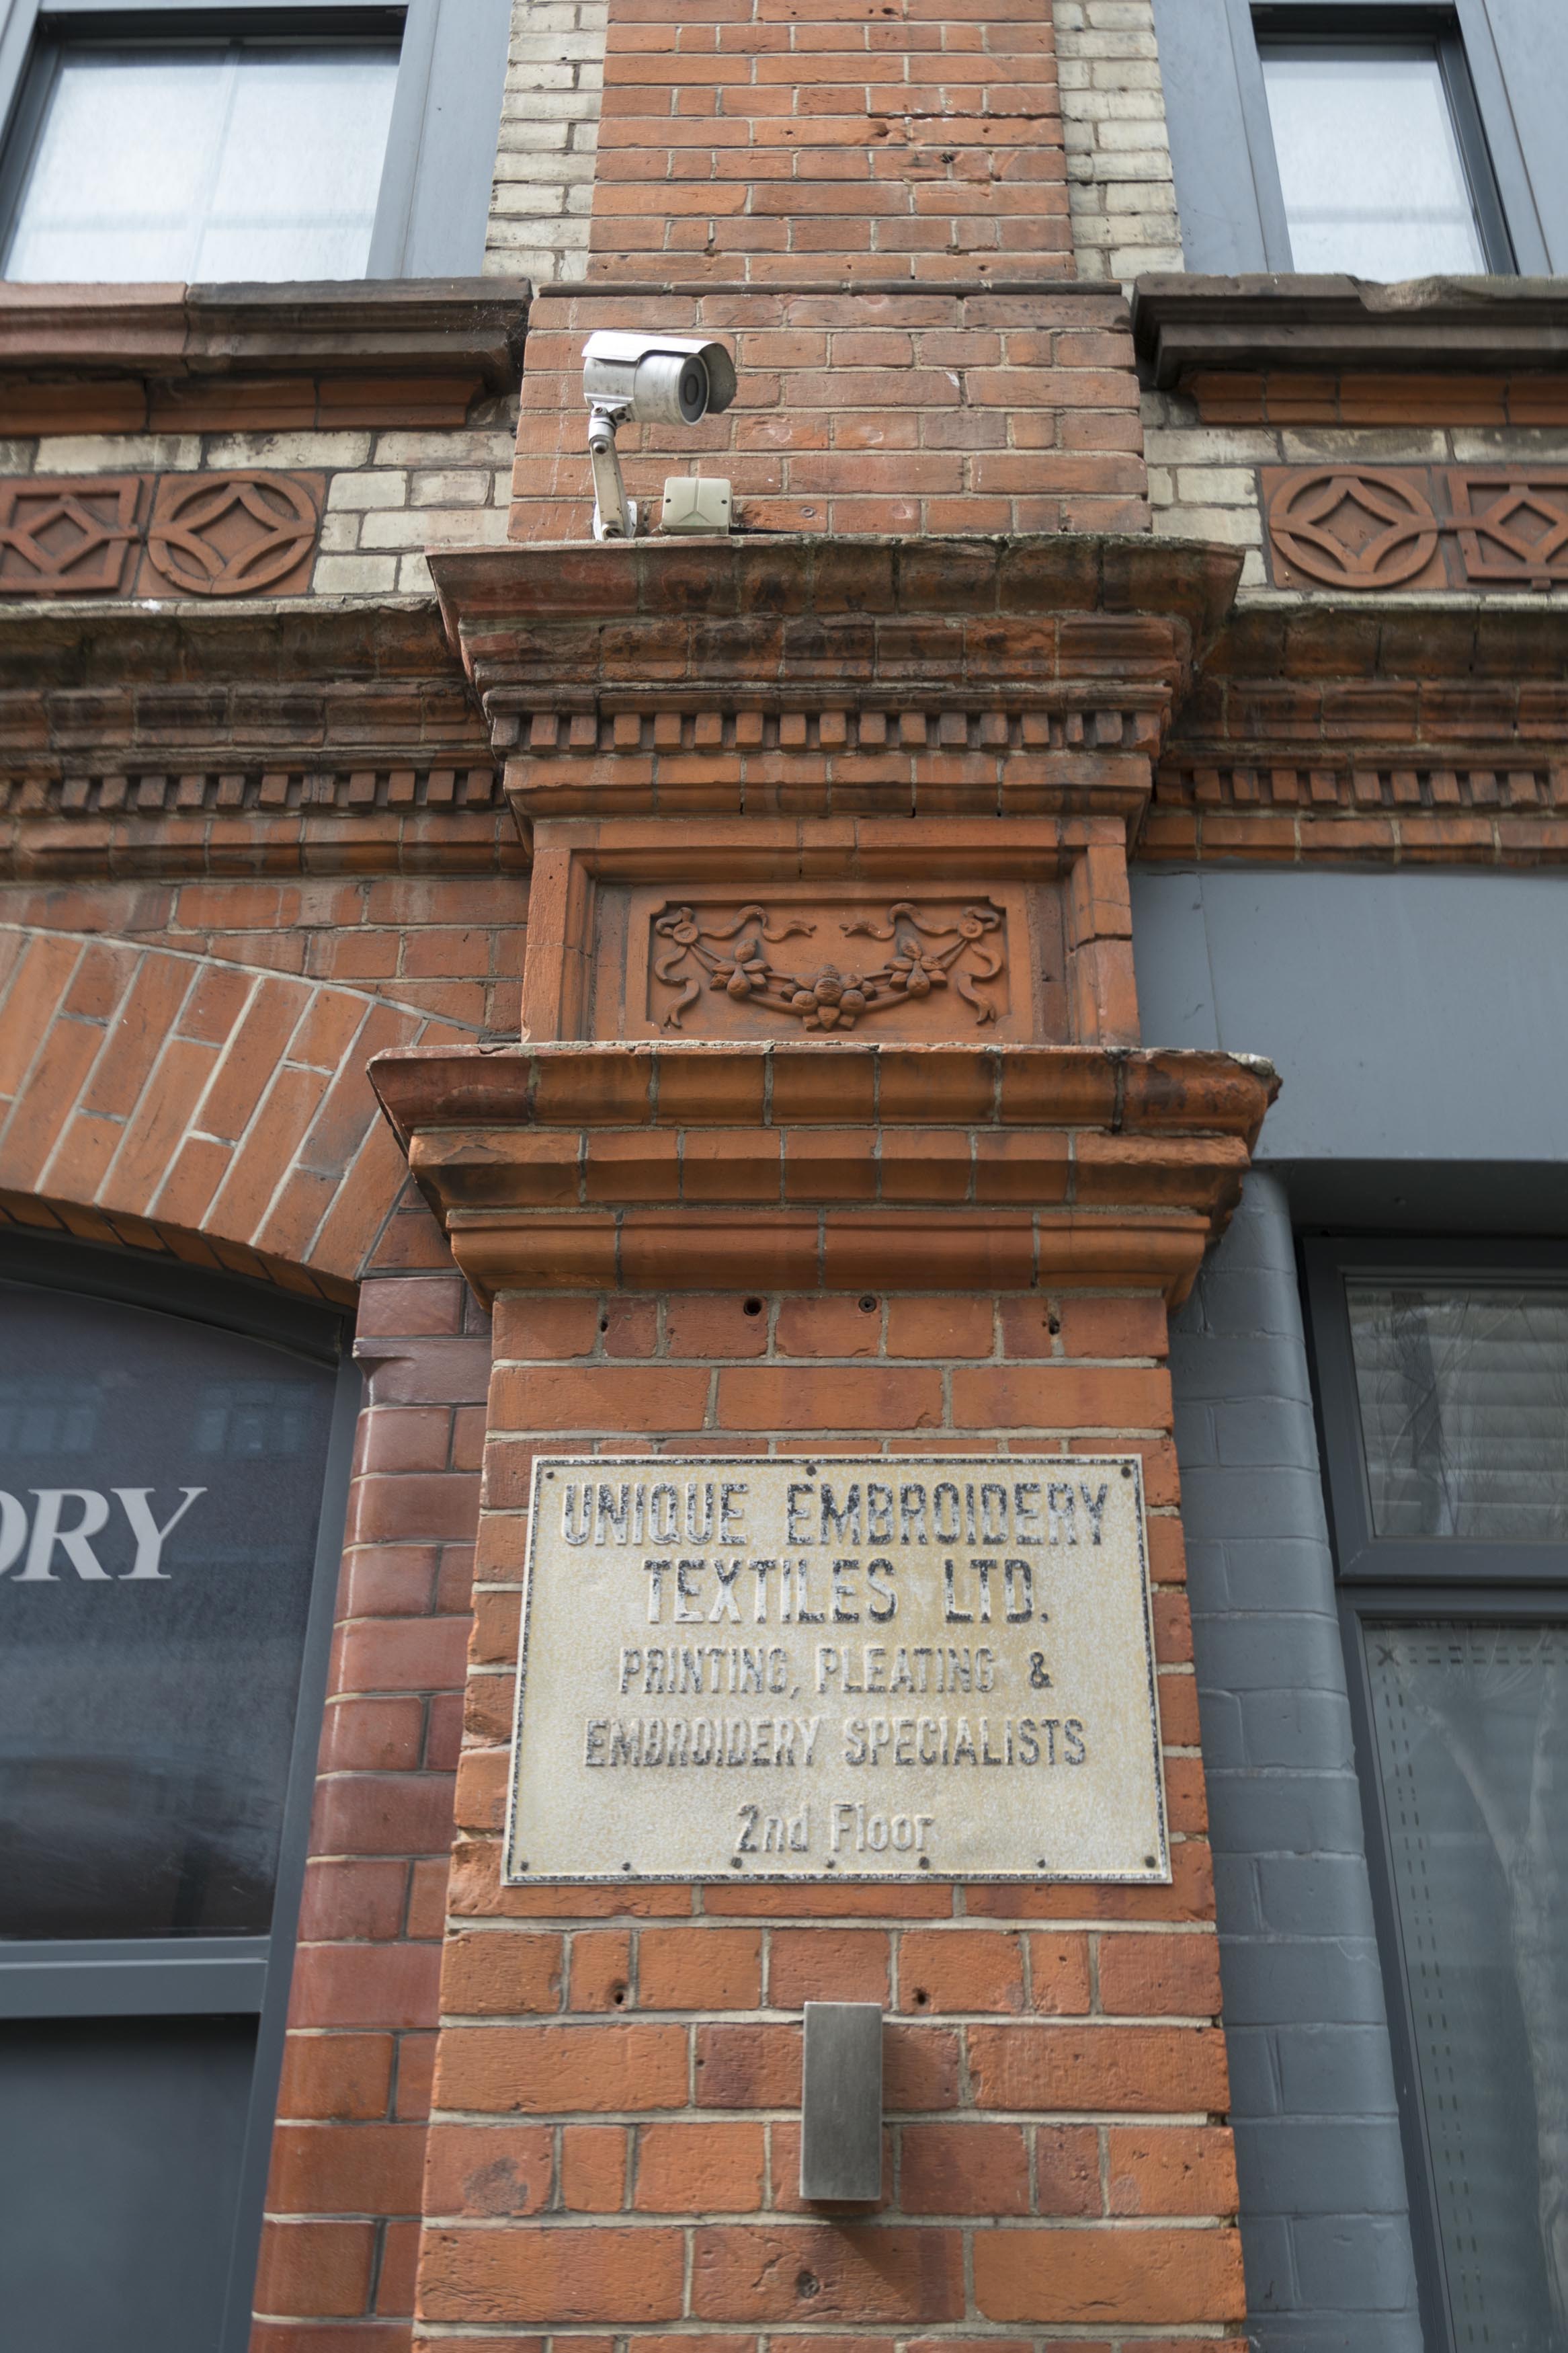 ORY
UNIQUE EMBROIDERY
TEXTILES LTD.
PRINTING, PLEATING &
EMBROIDERY SPECIALISTS
2nd Floor